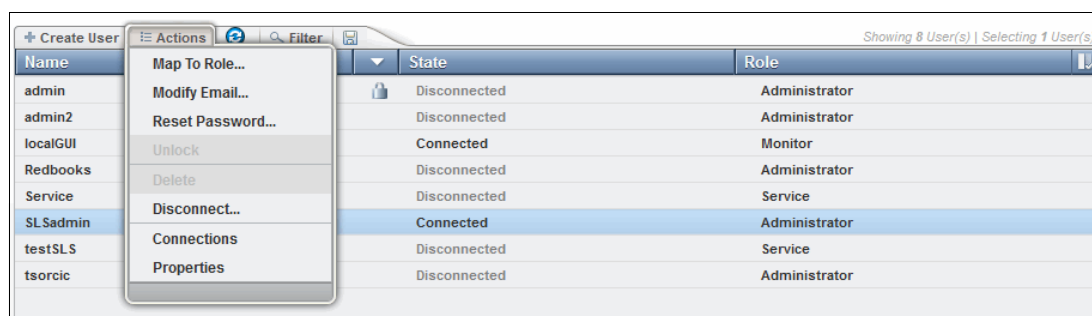 Create User Actions Filter Showing 8 User(s) | Selecting 1 User(s
Name State Role
Map To Role...
admin Modify Email... Disconnected Administrator
admin2 Reset Password... Disconnected Administrator
localGUI Unlock Connected Monitor
Redbooks Delete Disconnected Administrator
Service Disconnect... Disconnected Service
SLSadmin Connected Administrator
testSLS Connections Disconnected Service
tsorcic Properties Disconnected Administrator